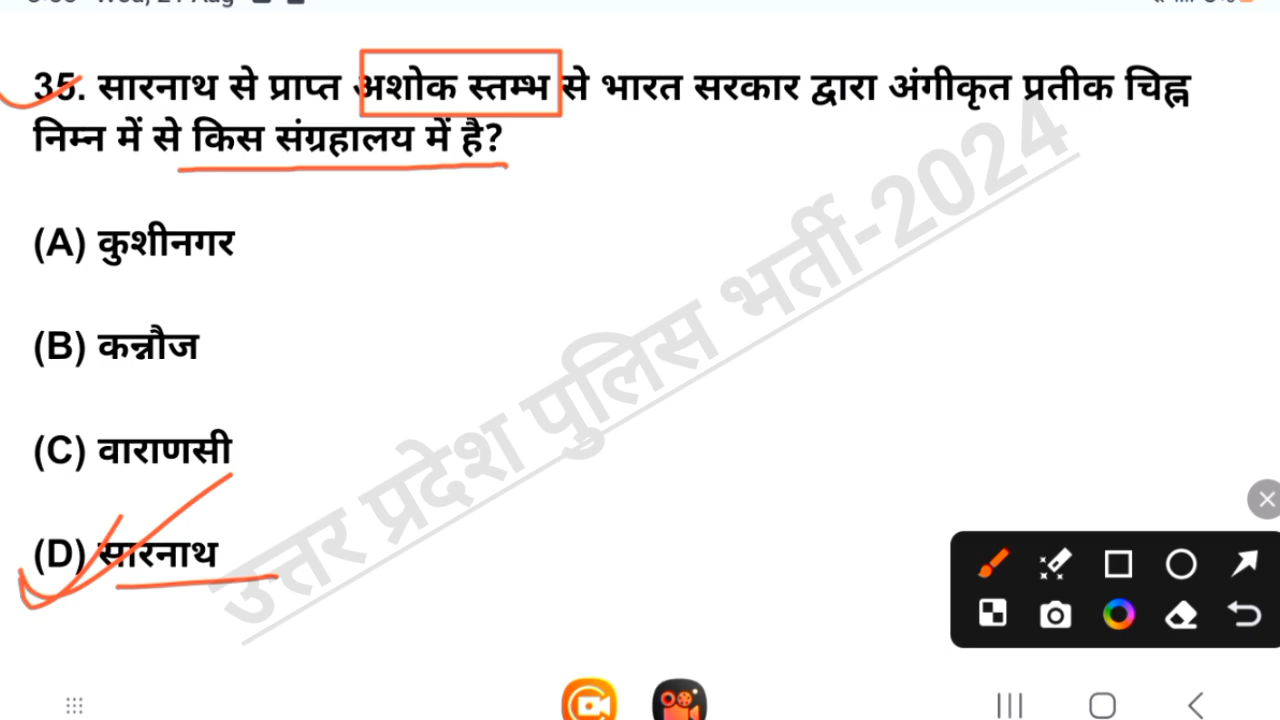 35. सारनाथ से प्राप्त अशोक स्तम्भ से भारत सरकार द्वारा अंगीकृत प्रतीक चिह्न
निम्न में से किस संग्रहालय में है?
(A) कुशीनगर
(B) कन्नौज
(C) वाराणसी
(D) सारनाथ
उत्तर प्रदेश पुलिस भर्ती-2024